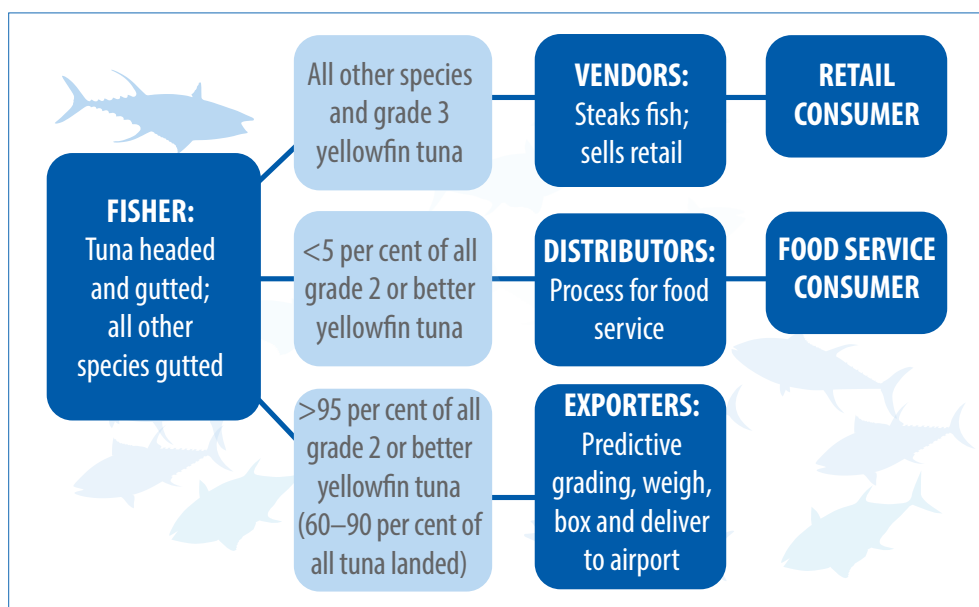 FISHER:
Tuna headed
and gutted;
all other
species gutted
All other species
and grade 3
yellowfin tuna
VENDORS:
Steaks fish;
sells retail
RETAIL
CONSUMER
<5 per cent of all
grade 2 or better
yellowfin tuna
DISTRIBUTORS:
Process for food
service
FOOD SERVICE
CONSUMER
>95 per cent of all
grade 2 or better
yellowfin tuna
(60–90 per cent of
all tuna landed)
EXPORTERS:
Predictive
grading, weigh,
box and deliver
to airport